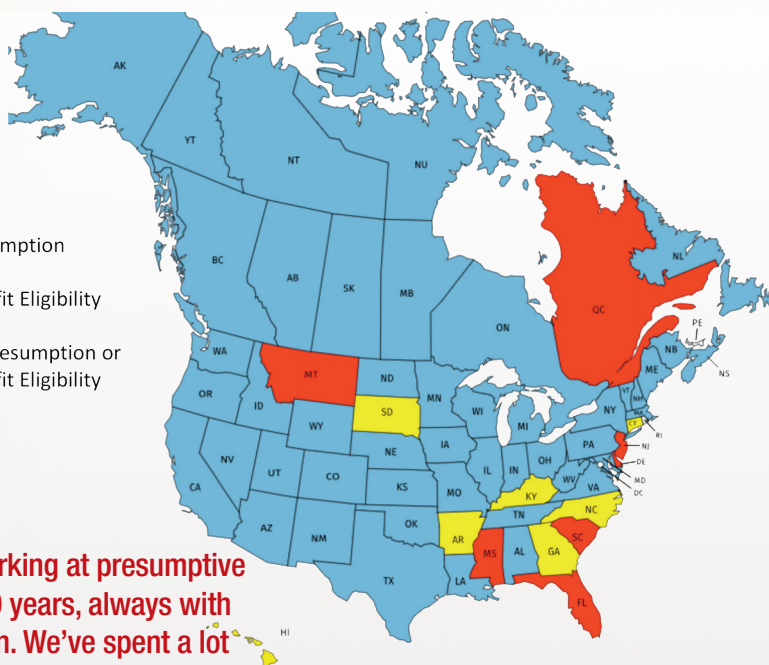 AK
YT
NT
NU
BC
AB
SK
MB
ON
QC
NL
PE
NB
NS
mption
fit Eligibility
esumption or
fit Eligibility
WA
MT
ND
MN
OR
ID
SD
WI
MI
NY
VT
NH
ME
MA
CT
RI
WY
IA
NE
PA
NJ
NV
UT
CO
IL
IN
OH
DE
MD
DC
CA
KS
MO
WV
VA
KY
AZ
NM
OK
AR
TN
NC
SC
TX
LA
MS
AL
GA
FL
HI
rking at presumptive
0 years, always with
n. We've spent a lot